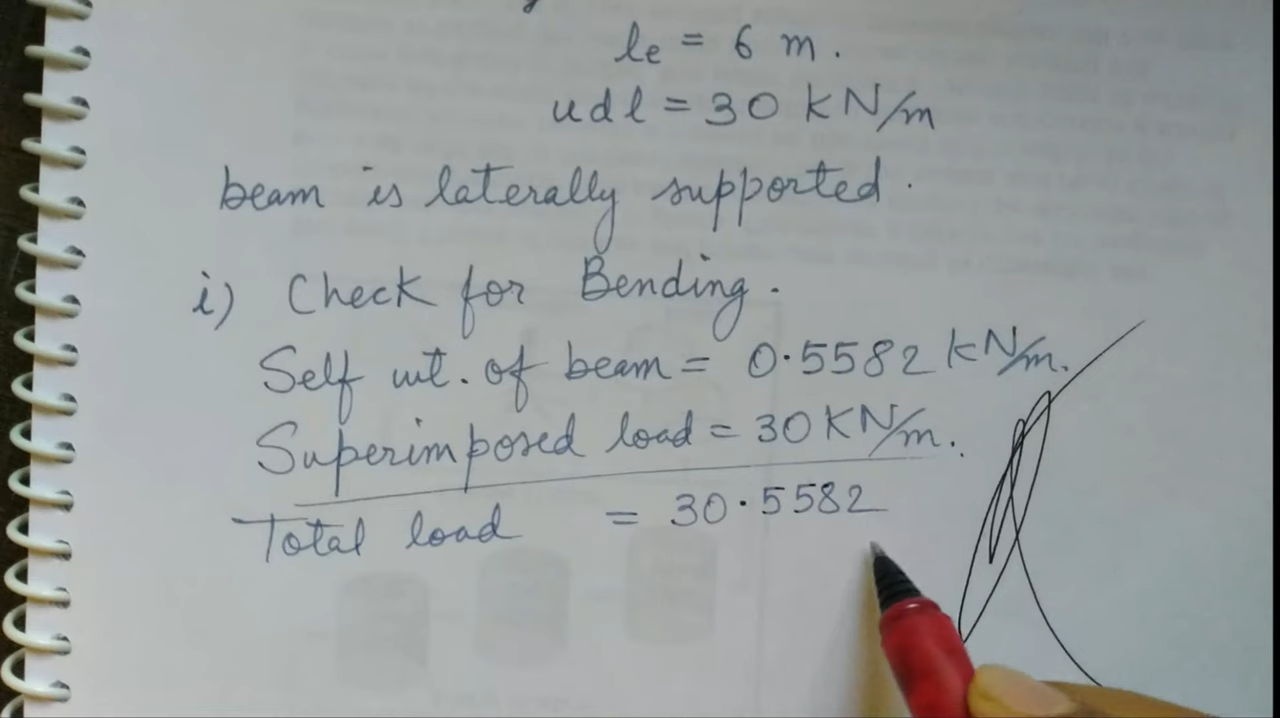 le = 6 m.
udl = 30 kN/m
beam is laterally supported.
i) Check for Bending.
Self wt. of beam = 0.5582 kN/m.
Superimposed load = 30 KN/m.
Total load = 30.5582